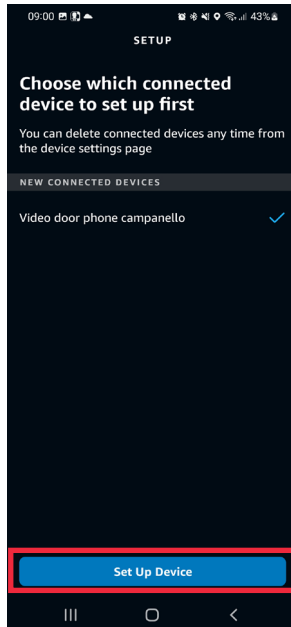 09:00 43%
SETUP
Choose which connected
device to set up first
You can delete connected devices any time from
the device settings page
NEW CONNECTED DEVICES
Video door phone campanello
Set Up Device